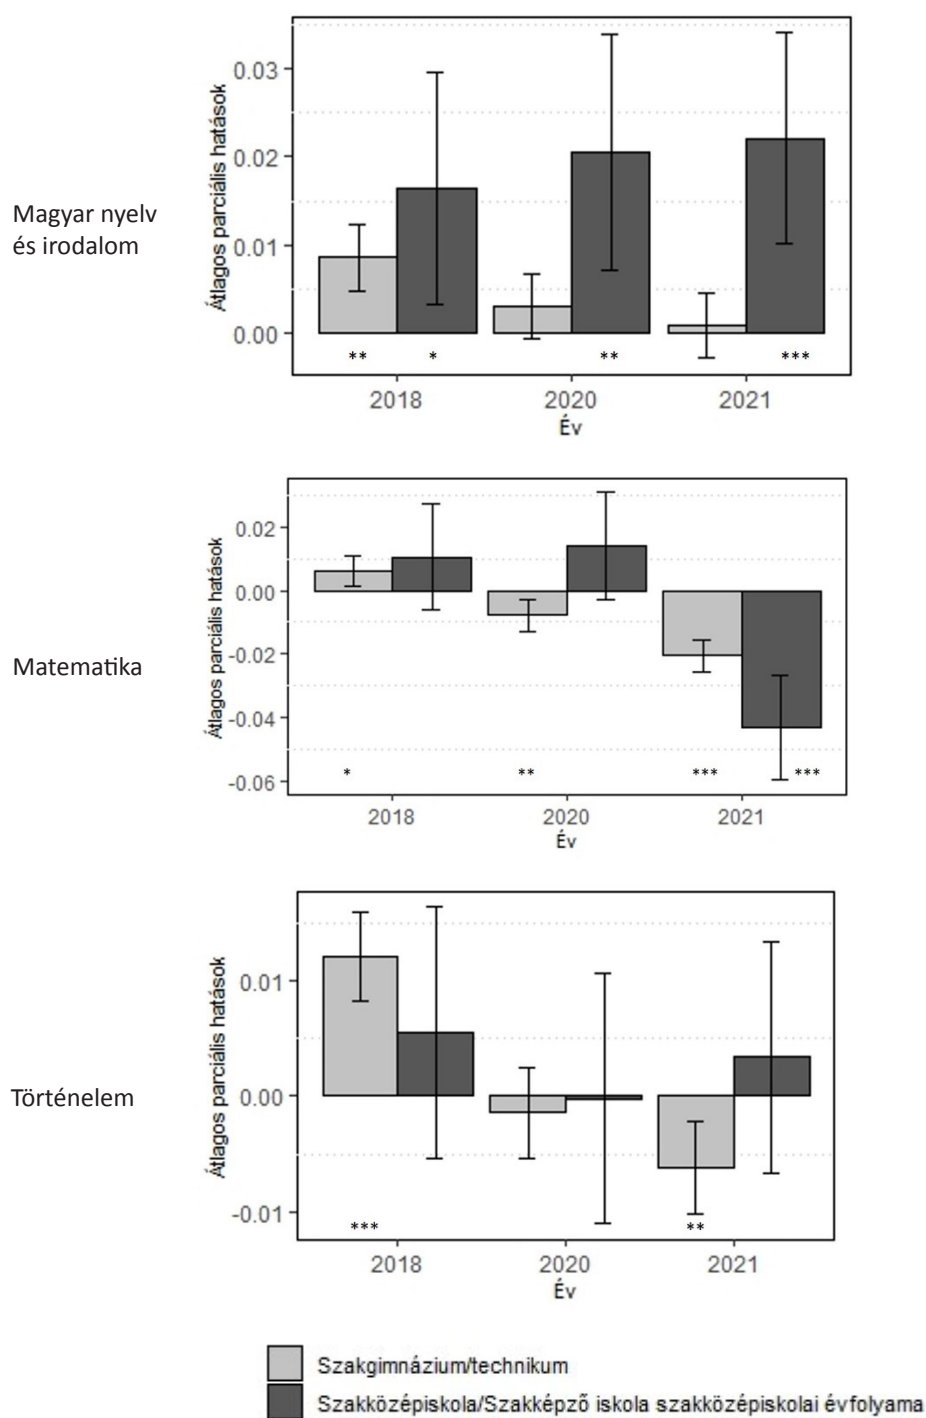 Magyar nyelv
és irodalom
Átlagos parciális hatások
0.03
0.02
0.01
0.00
** * ** ***
2018 2020 2021
Év
Matematika
Átlagos parciális hatások
0.02
0.00
-0.02
-0.04
-0.06
* ** *** ***
2018 2020 2021
Év
Történelem
Átlagos parciális hatások
0.01
0.00
-0.01
*** **
2018 2020 2021
Év
Szakgimnázium/technikum
Szakközépiskola/Szakképző iskola szakközépiskolai évfolyama